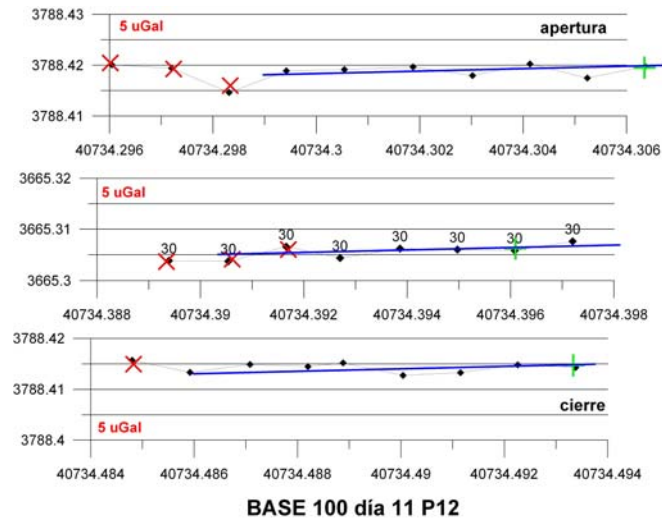 3788.43
5 uGal
apertura
3788.42
3788.41
40734.296 40734.298 40734.3 40734.302 40734.304 40734.306
3665.32
5 uGal
3665.31
30 30 30 30 30 30 30 30
3665.3
40734.388 40734.39 40734.392 40734.394 40734.396 40734.398
3788.42
3788.41
cierre
5 uGal
3788.4
40734.484 40734.486 40734.488 40734.49 40734.492 40734.494
BASE 100 día 11 P12